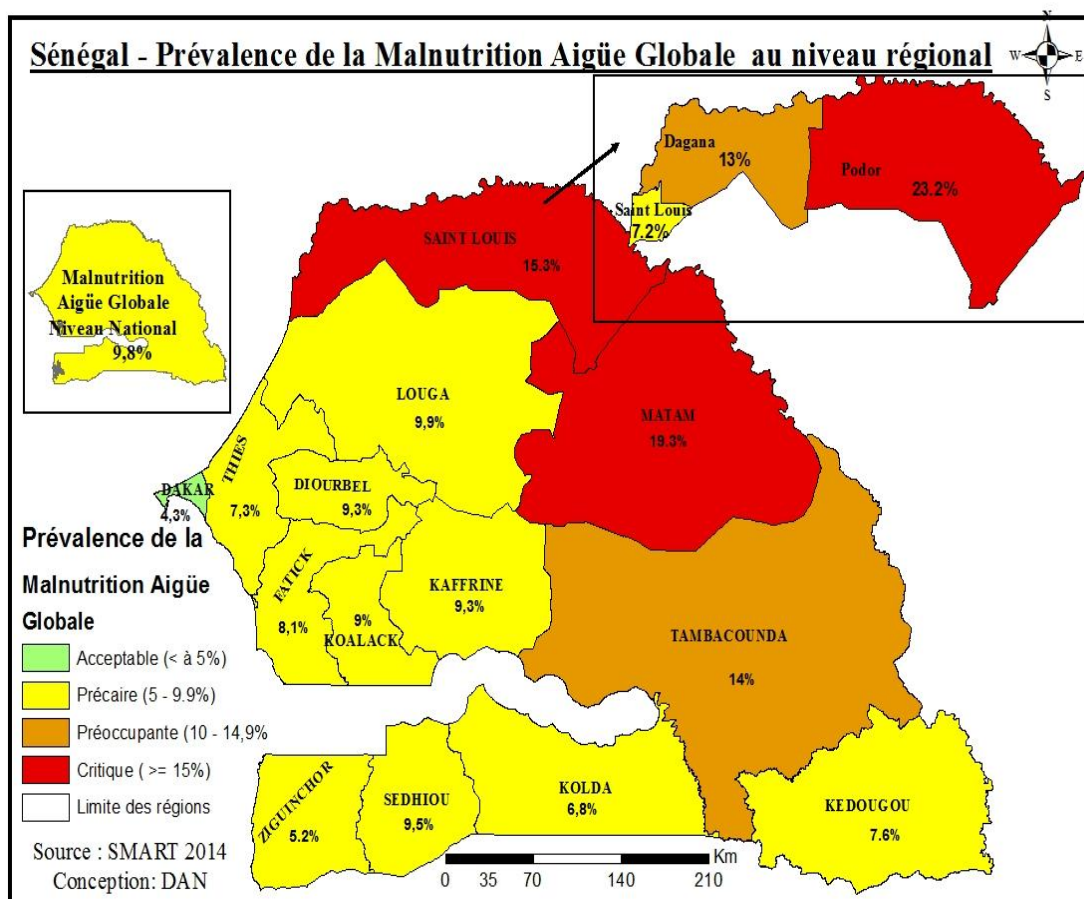 Sénégal - Prévalence de la Malnutrition Aigüe Globale au niveau régional
N
W
E
S
Dagana
13%
Podor
23.2%
Saint Louis
7.2%
Malnutrition
Aigüe Globale
Niveau National
9,8%
SAINT LOUIS
15.3%
LOUGA
9,9%
MATAM
19.3%
THIES
7,3%
DIOURBEL
9,3%
DAKAR
4,3%
FATICK
8,1%
9%
KOALACK
KAFFRINE
9,3%
TAMBACOUNDA
14%
ZIGUINCHOR
5.2%
SEDHIOU
9,5%
KOLDA
6,8%
KEDOUGOU
7.6%
Prévalence de la
Malnutrition Aigüe
Globale
Acceptable (< à 5%)
Précaire (5 - 9.9%)
Préoccupante (10 - 14,9%
Critique ( >= 15%)
Limite des régions
Source : SMART 2014
Conception: DAN
Km
0 35 70 140 210